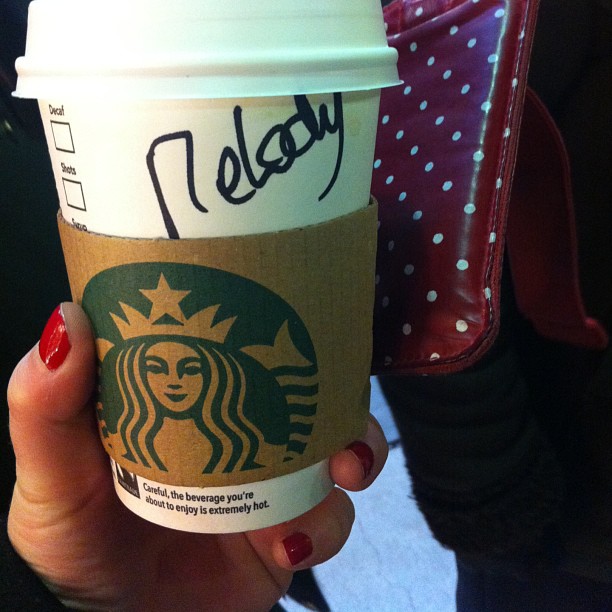 Decaf
Shots
Melody
Careful, the beverage you're
about to enjoy is extremely hot.